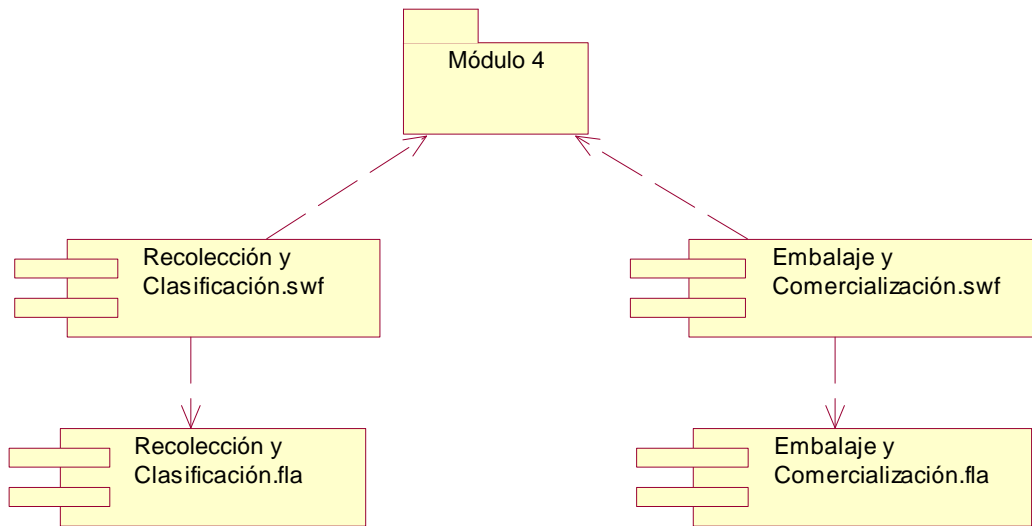 Módulo 4
Recolección y
Clasificación.swf
Embalaje y
Comercialización.swf
Recolección y
Clasificación.fla
Embalaje y
Comercialización.fla